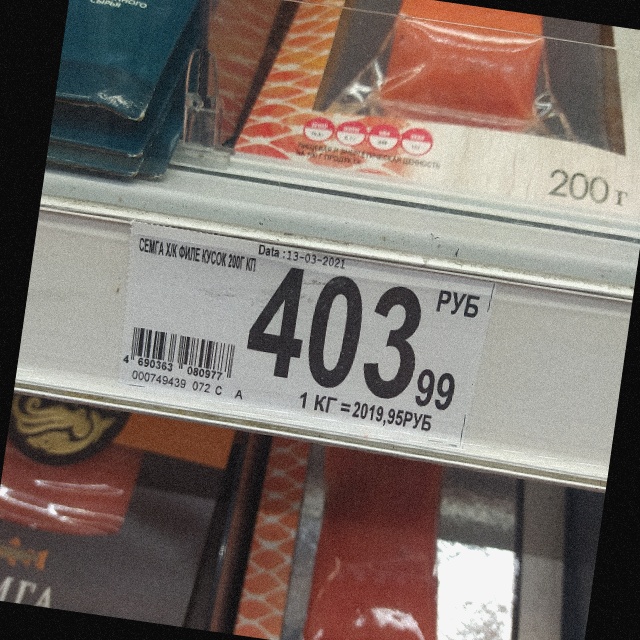 200 г
СЕМГА Х/К ФИЛЕ КУСОК 200Г КП
Data :13-03-2021
403 99 РУБ
4 690363 080977
000749439 072 С А
1 КГ =2019,95РУБ